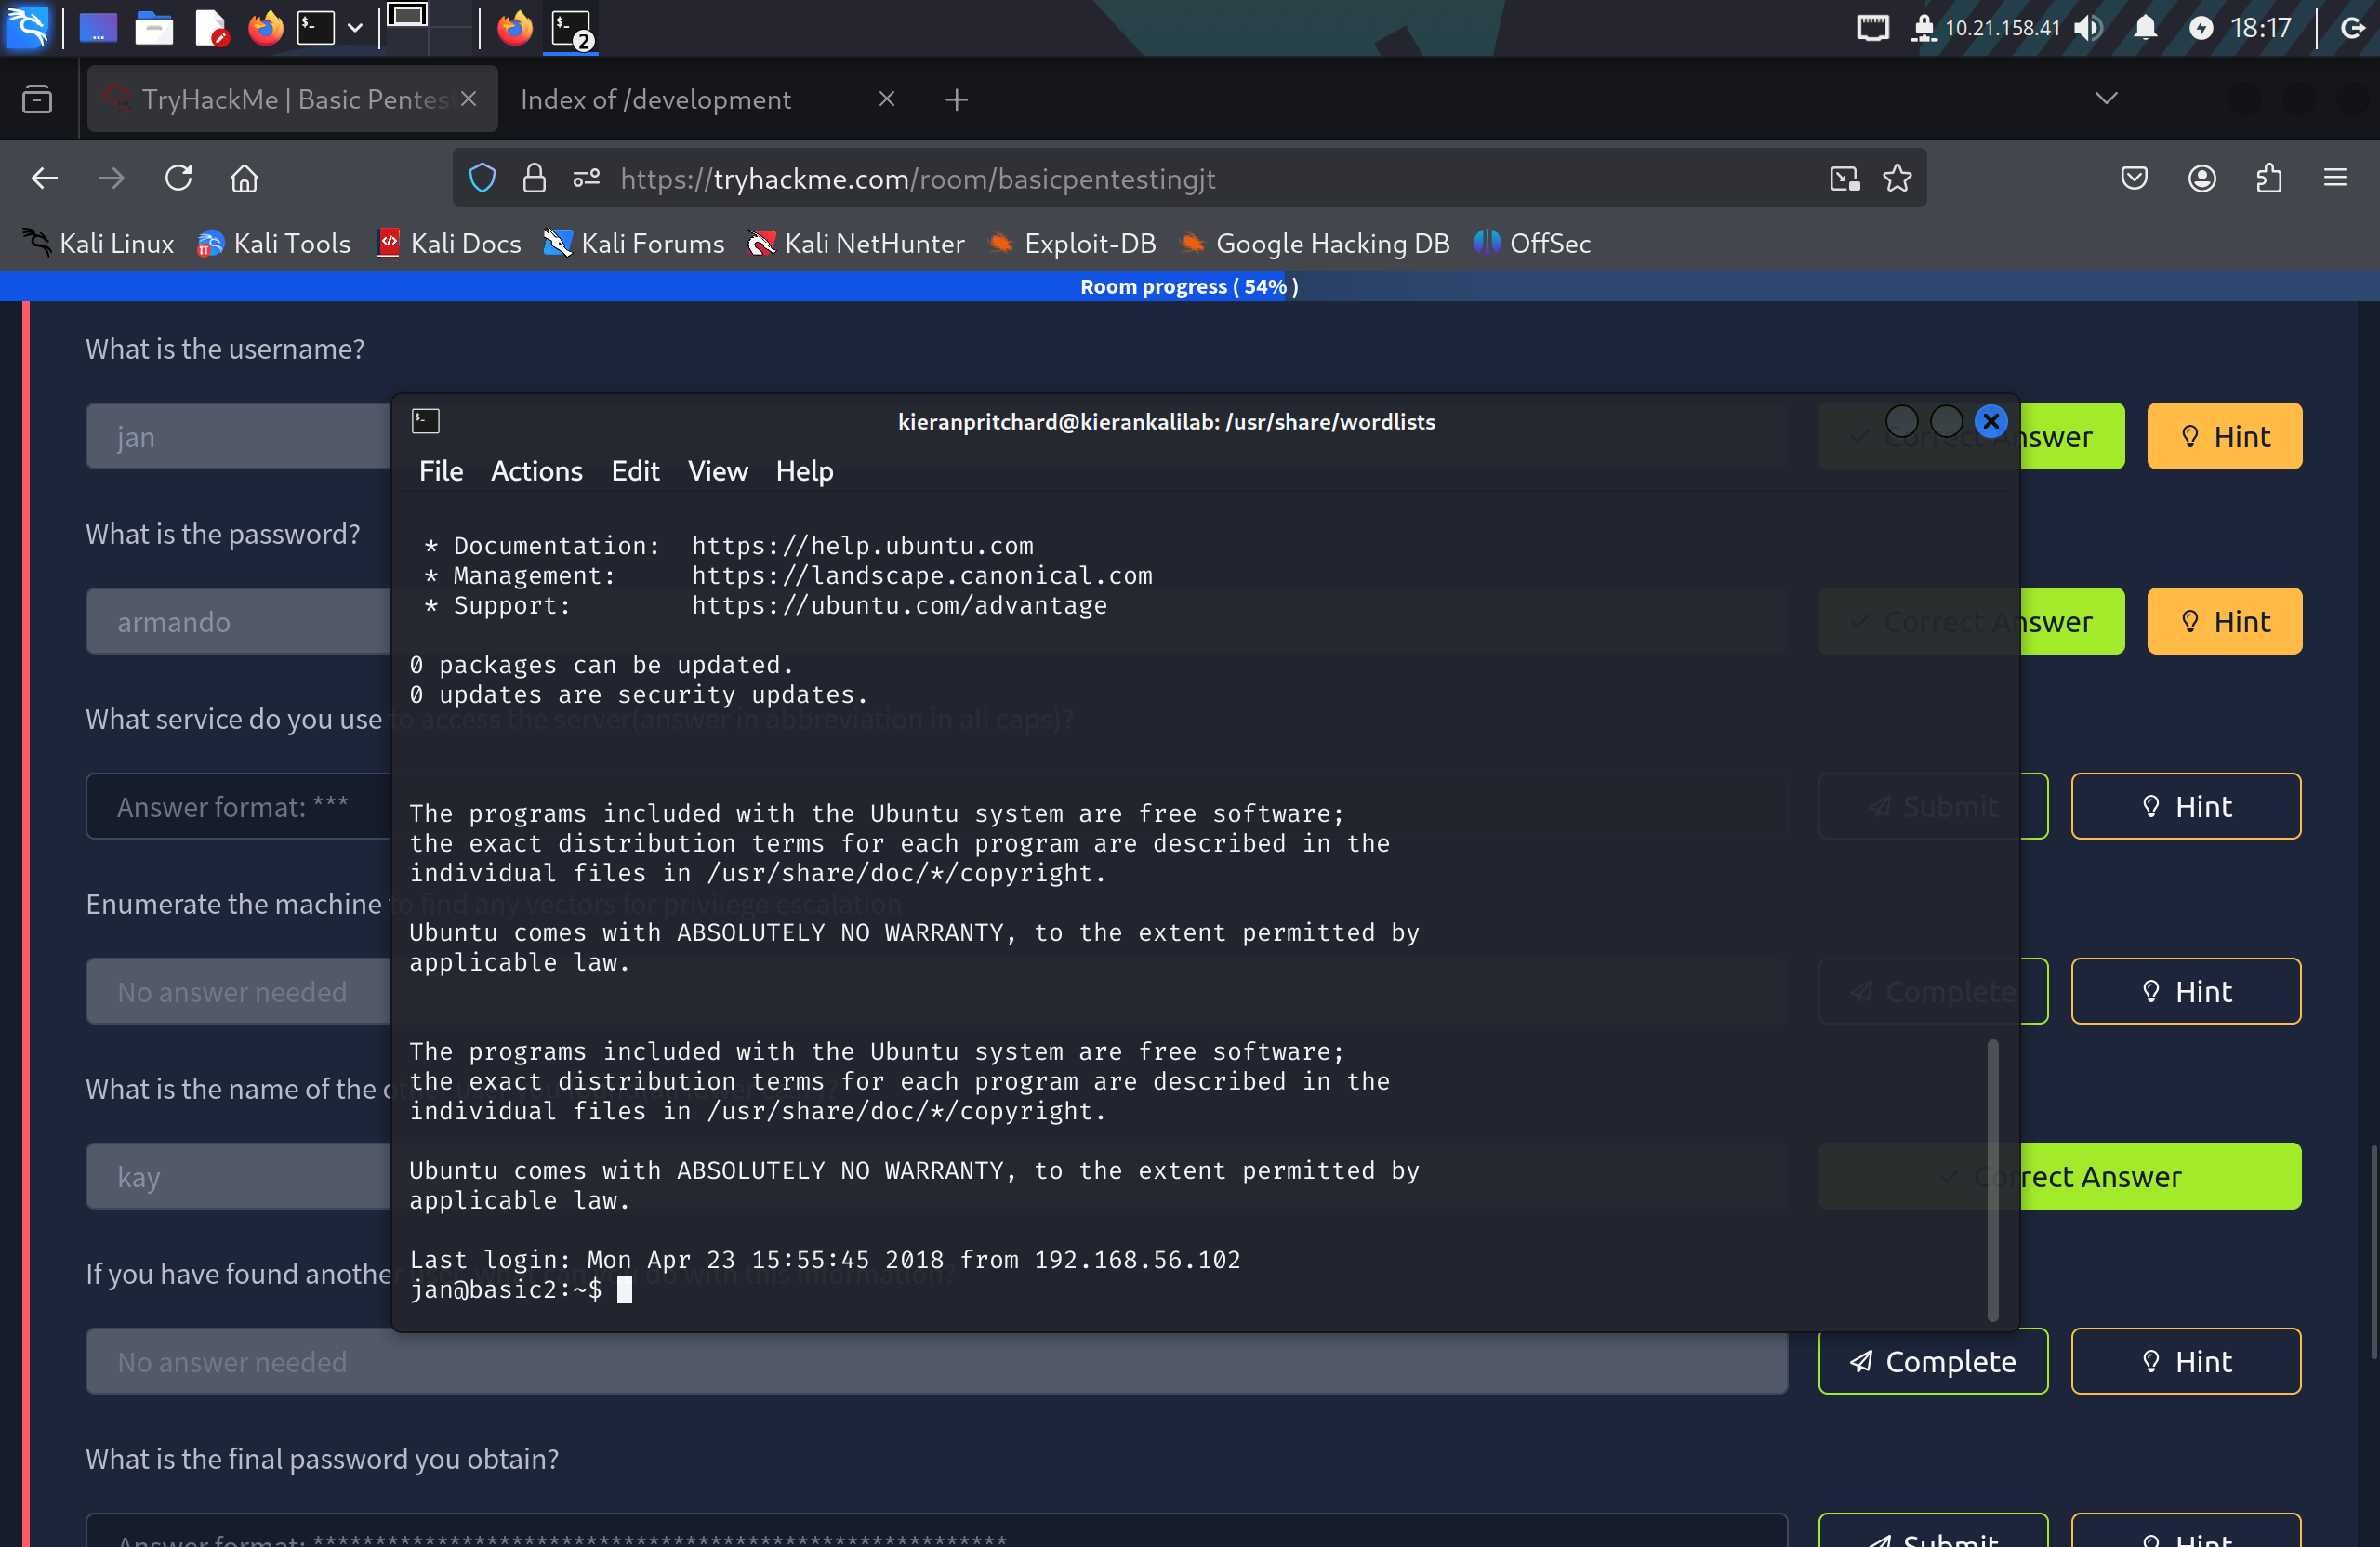 2
10.21.158.41
18:17
TryHackMe | Basic Pentes
Index of /development
https://tryhackme.com/room/basicpentestingjt
Kali Linux
Kali Tools
Kali Docs
Kali Forums
Kali NetHunter
Exploit-DB
Google Hacking DB
OffSec
Room progress ( 54% )
What is the username?
jan
Correct Answer
Hint
What is the password?
armando
Correct Answer
Hint
What service do you use to access the server(answer in abbreviation in all caps)?
Answer format: ***
Submit
Hint
Enumerate the machine to find any vectors for privilege escalation
No answer needed
Complete
Hint
What is the name of the other user you found(all lower case)?
kay
Correct Answer
If you have found another user, what can you do with this information?
No answer needed
Complete
Hint
What is the final password you obtain?
Answer format: ********************************************************
Submit
Hint
kieranpritchard@kierankalilab: /usr/share/wordlists
File Actions Edit View Help
* Documentation:  https://help.ubuntu.com
* Management:     https://landscape.canonical.com
* Support:        https://ubuntu.com/advantage
0 packages can be updated.
0 updates are security updates.
The programs included with the Ubuntu system are free software;
the exact distribution terms for each program are described in the
individual files in /usr/share/doc/*/copyright.
Ubuntu comes with ABSOLUTELY NO WARRANTY, to the extent permitted by
applicable law.
The programs included with the Ubuntu system are free software;
the exact distribution terms for each program are described in the
individual files in /usr/share/doc/*/copyright.
Ubuntu comes with ABSOLUTELY NO WARRANTY, to the extent permitted by
applicable law.
Last login: Mon Apr 23 15:55:45 2018 from 192.168.56.102
jan@basic2:~$